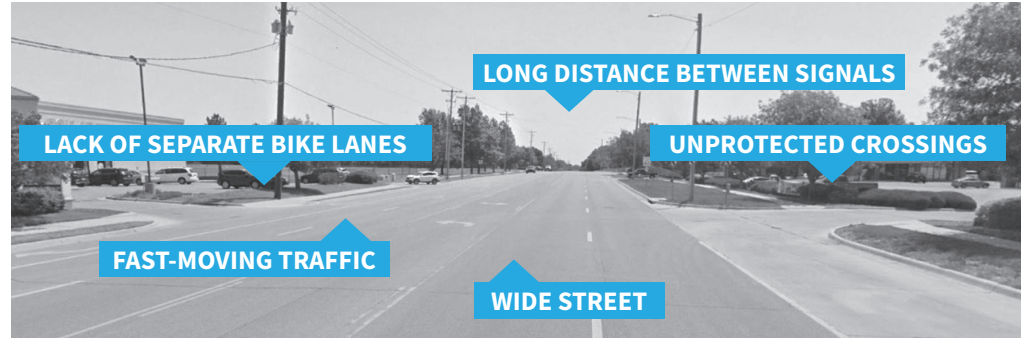 LONG DISTANCE BETWEEN SIGNALS
LACK OF SEPARATE BIKE LANES
UNPROTECTED CROSSINGS
FAST-MOVING TRAFFIC
WIDE STREET